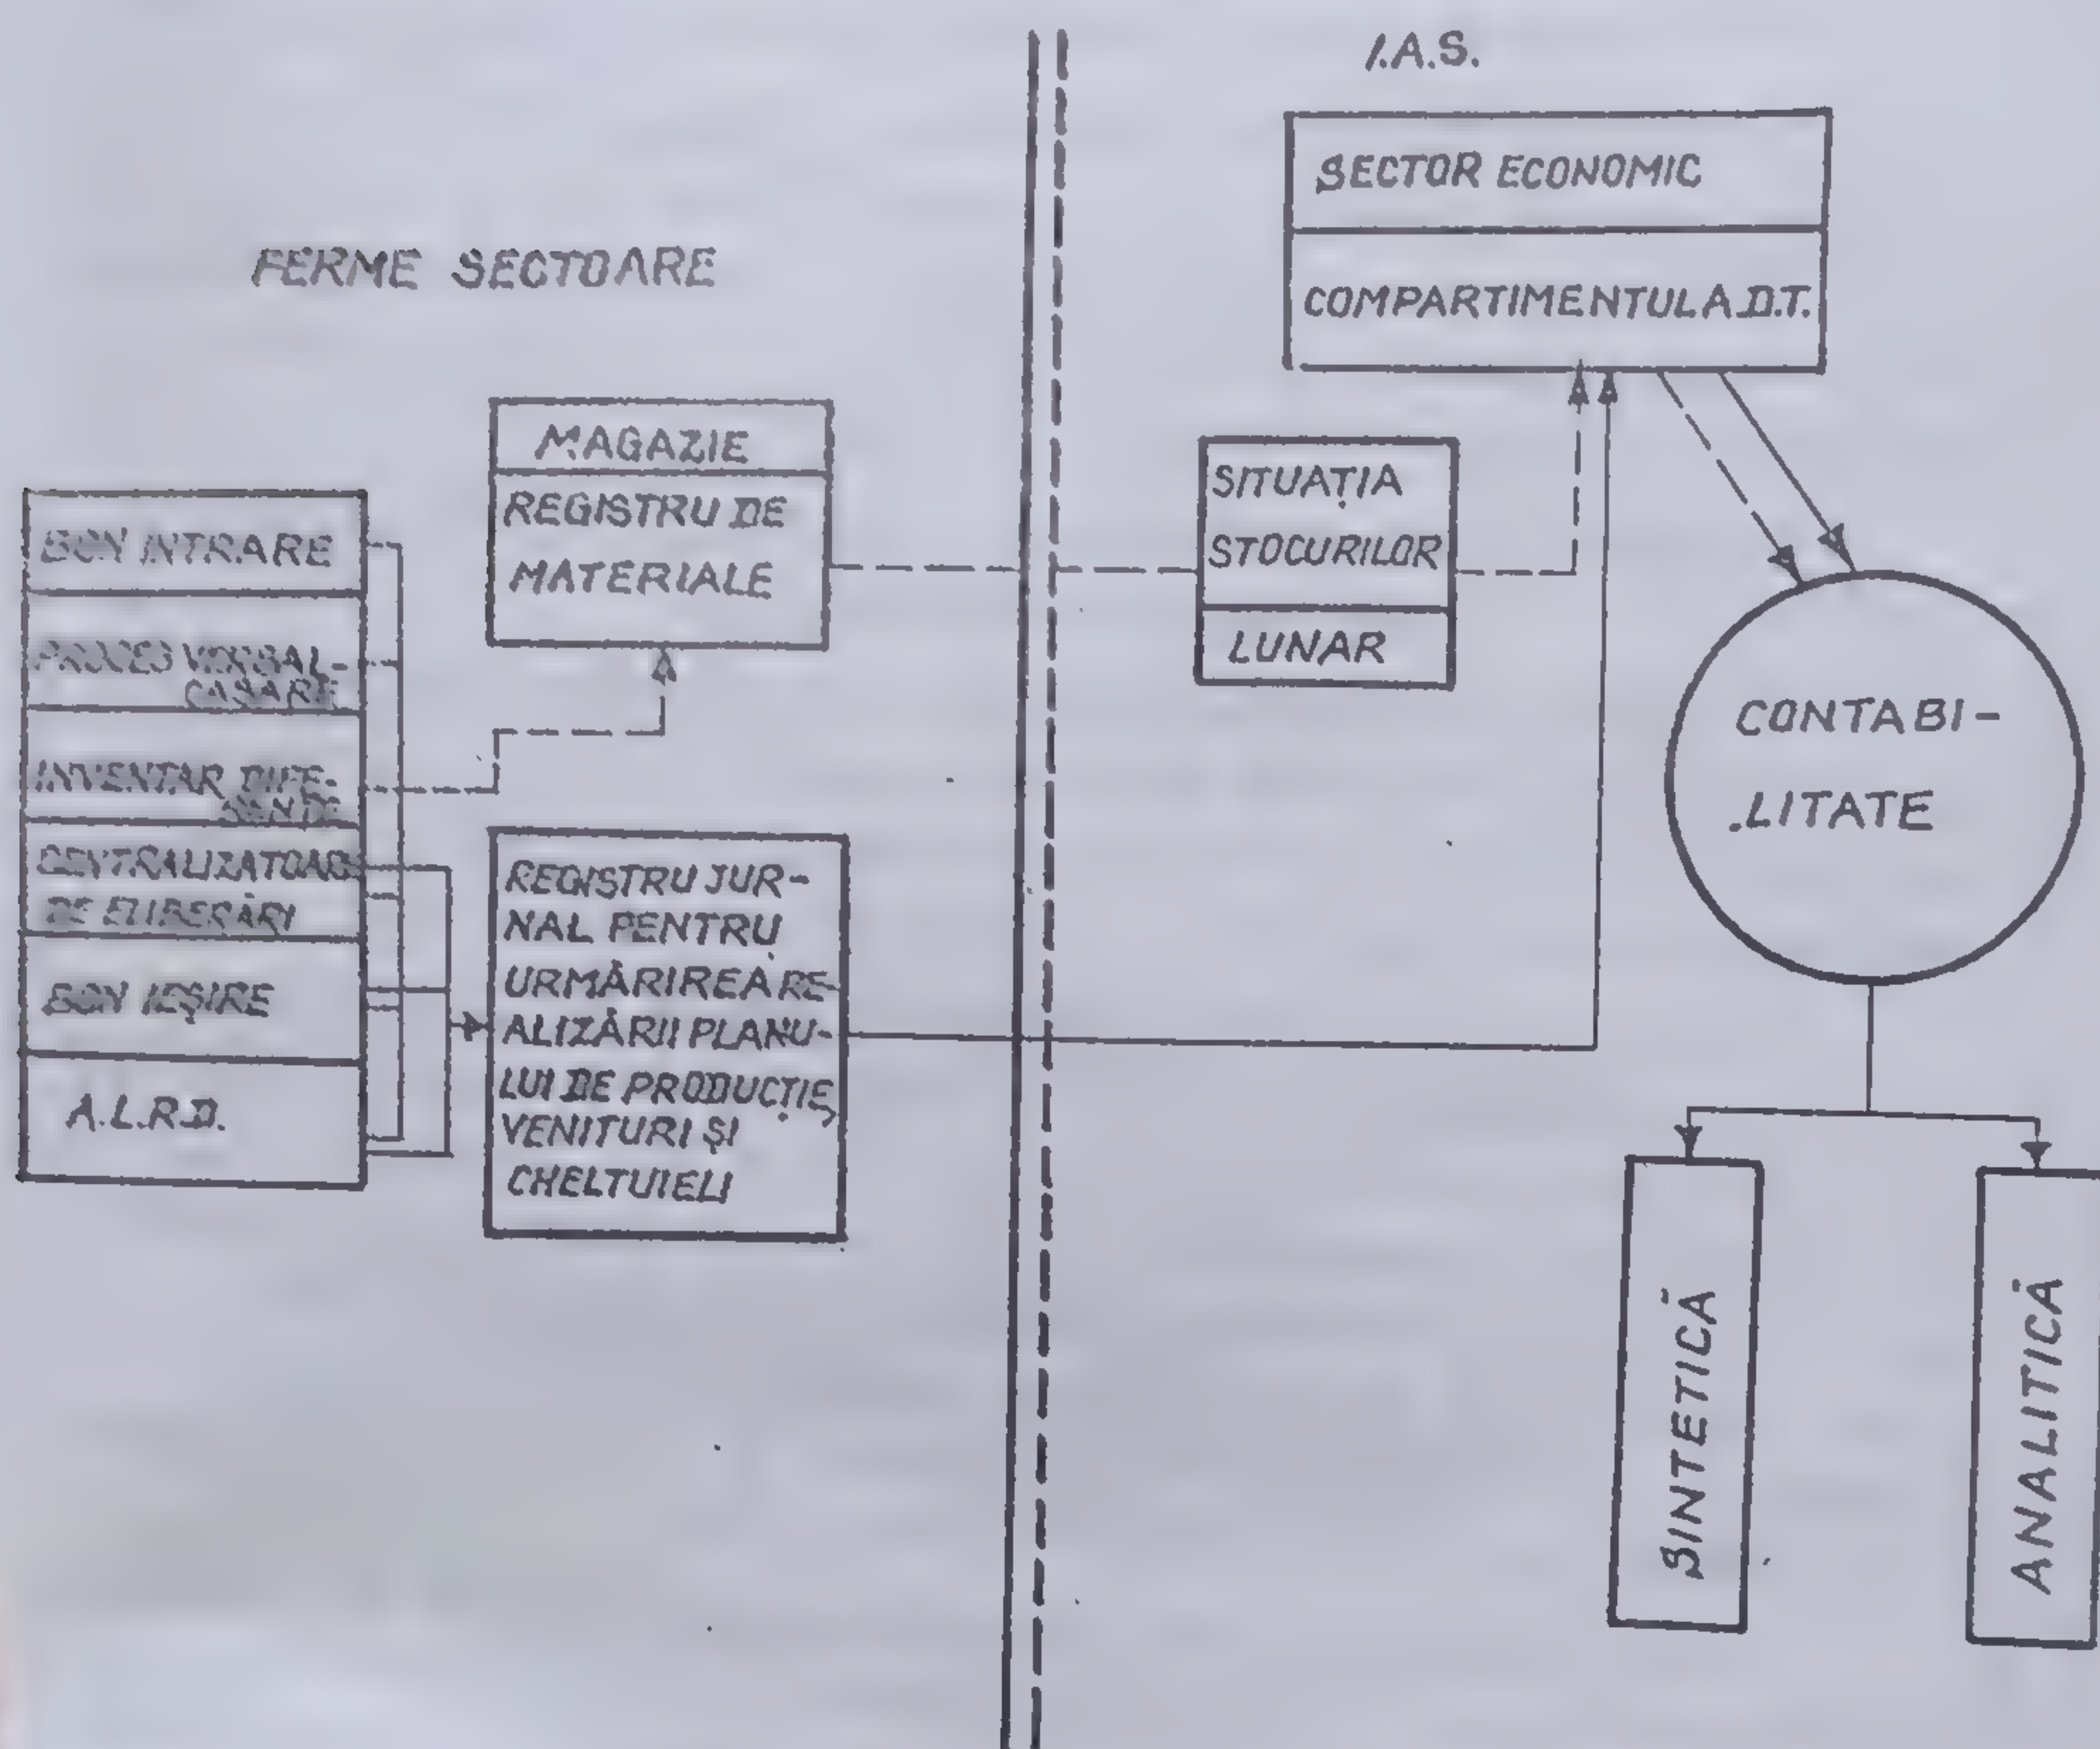 I.A.S.
FERME SECTOARE
BON INTRARE
PROCES VERBAL-
CASARE
INVENTAR DIFE-
CENTRALIZATOARE
DE ELIBERĂRI
BON IEȘIRE
A.L.R.D.
MAGAZIE
REGISTRU DE
MATERIALE
REGISTRU JUR-
NAL PENTRU
URMĂRIREA RE-
ALIZĂRII PLANU-
LUI DE PRODUCȚIE,
VENITURI ȘI
CHELTUIELI
SECTOR ECONOMIC
COMPARTIMENTUL A.D.T.
SITUAȚIA
STOCURILOR
LUNAR
CONTABI-
LITATE
SINTETICĂ
ANALITICĂ